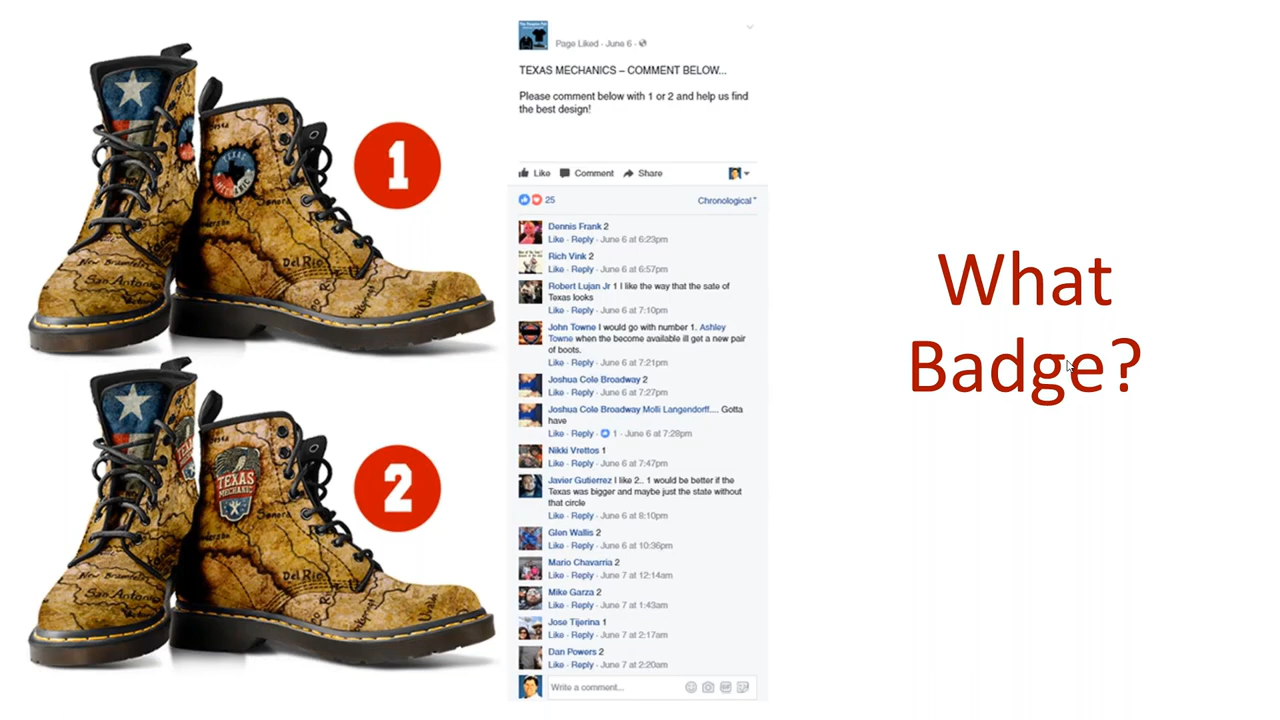 TEXAS
Del Rio
San Antonio
1
TEXAS
MECHANIC
Del Rio
San Antonio
2
Page Liked · June 6 ·
TEXAS MECHANICS – COMMENT BELOW...
Please comment below with 1 or 2 and help us find
the best design!
Like Comment Share
25 Chronological
Dennis Frank 2
Like · Reply · June 6 at 6:23pm
Rich Vink 2
Like · Reply · June 6 at 6:57pm
Robert Lujan Jr 1 I like the way that the sate of
Texas looks
Like · Reply · June 6 at 7:10pm
John Towne I would go with number 1. Ashley
Towne when the become available ill get a new pair
of boots.
Like · Reply · June 6 at 7:21pm
Joshua Cole Broadway 2
Like · Reply · June 6 at 7:27pm
Joshua Cole Broadway Molli Langendorff.... Gotta
have
Like · Reply · 1 · June 6 at 7:28pm
Nikki Vrettos 1
Like · Reply · June 6 at 7:47pm
Javier Gutierrez I like 2.. 1 would be better if the
Texas was bigger and maybe just the state without
that circle
Like · Reply · June 6 at 8:10pm
Glen Wallis 2
Like · Reply · June 6 at 10:36pm
Mario Chavarria 2
Like · Reply · June 7 at 12:14am
Mike Garza 2
Like · Reply · June 7 at 1:43am
Jose Tijerina 1
Like · Reply · June 7 at 2:17am
Dan Powers 2
Like · Reply · June 7 at 2:20am
Write a comment...
What
Badge?